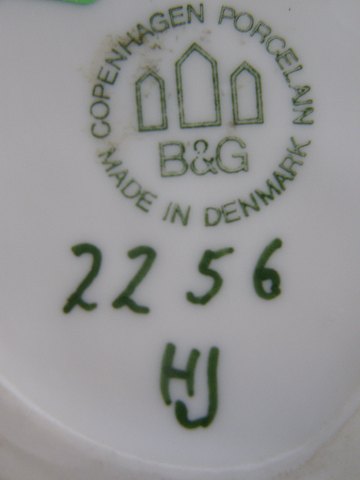 COPENHAGEN PORCELAIN
B&G
MADE IN DENMARK
2256
HJ